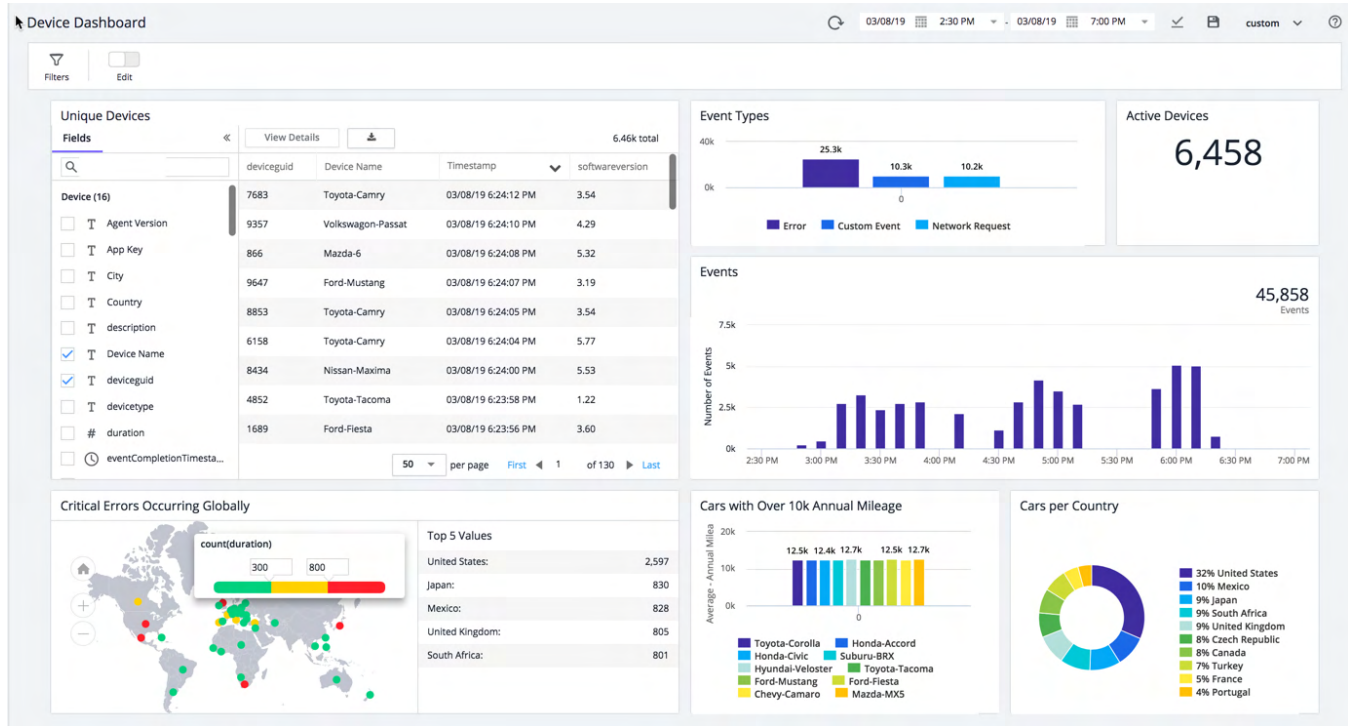 Device Dashboard
03/08/19 2:30 PM - 03/08/19 7:00 PM custom
Filters
Edit
Unique Devices
Fields «
View Details
6.46k total
deviceguid Device Name Timestamp softwareversion
Device (16)
T Agent Version
T App Key
T City
T Country
T description
T Device Name
T deviceguid
T devicetype
# duration
eventCompletionTimesta...
7683 Toyota-Camry 03/08/19 6:24:12 PM 3.54
9357 Volkswagon-Passat 03/08/19 6:24:10 PM 4.29
866 Mazda-6 03/08/19 6:24:08 PM 5.32
9647 Ford-Mustang 03/08/19 6:24:07 PM 3.19
8853 Toyota-Camry 03/08/19 6:24:05 PM 3.54
6158 Toyota-Camry 03/08/19 6:24:04 PM 5.77
8434 Nissan-Maxima 03/08/19 6:24:00 PM 5.53
4852 Toyota-Tacoma 03/08/19 6:23:58 PM 1.22
1689 Ford-Fiesta 03/08/19 6:23:56 PM 3.60
50 per page First 1 of 130 Last
Event Types
40k
0k
25.3k 10.3k 10.2k
0
Error Custom Event Network Request
Active Devices
6,458
Events
45,858
Events
Number of Events
7.5k
5k
2.5k
0k
2:30 PM 3:00 PM 3:30 PM 4:00 PM 4:30 PM 5:00 PM 5:30 PM 6:00 PM 6:30 PM 7:00 PM
Critical Errors Occurring Globally
count(duration)
300 800
Top 5 Values
United States: 2,597
Japan: 830
Mexico: 828
United Kingdom: 805
South Africa: 801
Cars with Over 10k Annual Mileage
Average - Annual Milea
20k
10k
0k
12.5k 12.4k 12.7k 12.5k 12.7k
0
Toyota-Corolla Honda-Accord
Honda-Civic Suburu-BRX
Hyundai-Veloster Toyota-Tacoma
Ford-Mustang Ford-Fiesta
Chevy-Camaro Mazda-MX5
Cars per Country
32% United States
10% Mexico
9% Japan
9% South Africa
9% United Kingdom
8% Czech Republic
8% Canada
7% Turkey
5% France
4% Portugal